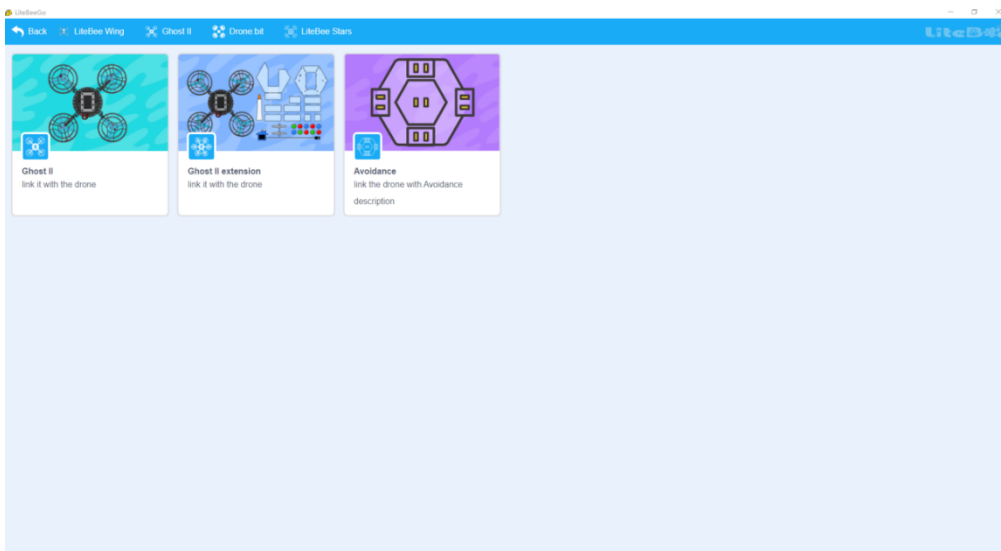 LiteBeeGo
Back LiteBee Wing Ghost II Drone:bit LiteBee Stars
Ghost II
link it with the drone
Ghost II extension
link it with the drone
Avoidance
link the drone with Avoidance
description